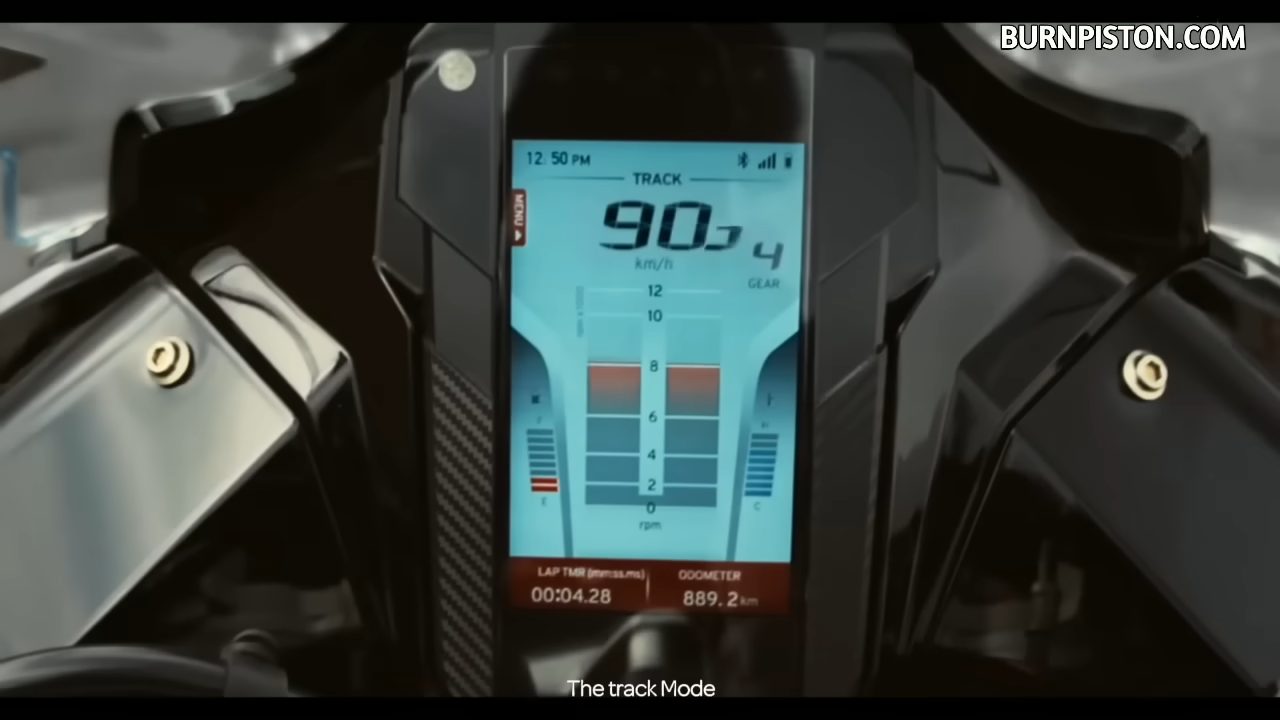 BURNPISTON.COM
12:50 PM
TRACK
MENU
90
4
km/h
GEAR
12
10
8
6
4
2
0
rpm
F
E
H
C
LAP TMR (mm:ss.ms)
ODOMETER
00:04.28
889.2 km
The track Mode